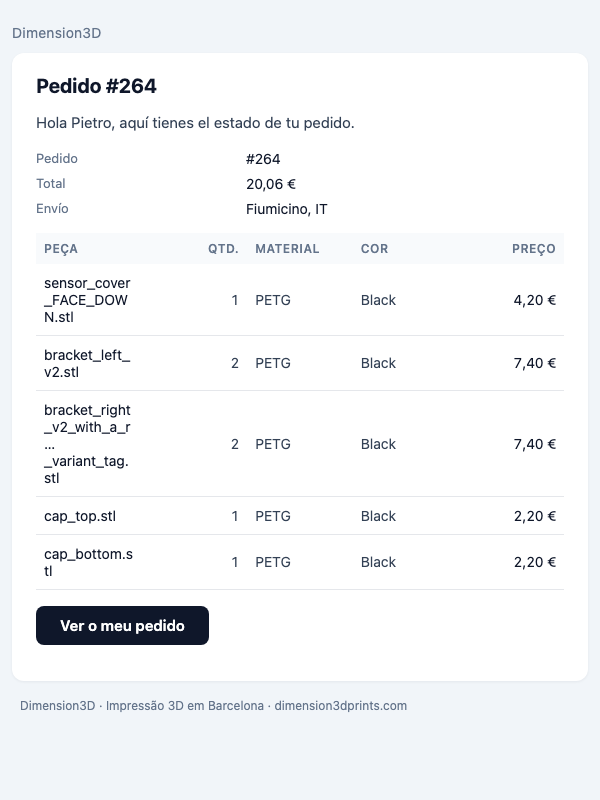 Dimension3D
Pedido #264
Hola Pietro, aquí tienes el estado de tu pedido.
Pedido #264
Total 20,06 €
Envío Fiumicino, IT
PEÇA QTD. MATERIAL COR PREÇO
sensor_cover
_FACE_DOW
N.stl
1 PETG Black 4,20 €
bracket_left_
v2.stl
2 PETG Black 7,40 €
bracket_right
_v2_with_a_r
...
_variant_tag.
stl
2 PETG Black 7,40 €
cap_top.stl 1 PETG Black 2,20 €
cap_bottom.s
tl
1 PETG Black 2,20 €
Ver o meu pedido
Dimension3D · Impressão 3D em Barcelona · dimension3dprints.com